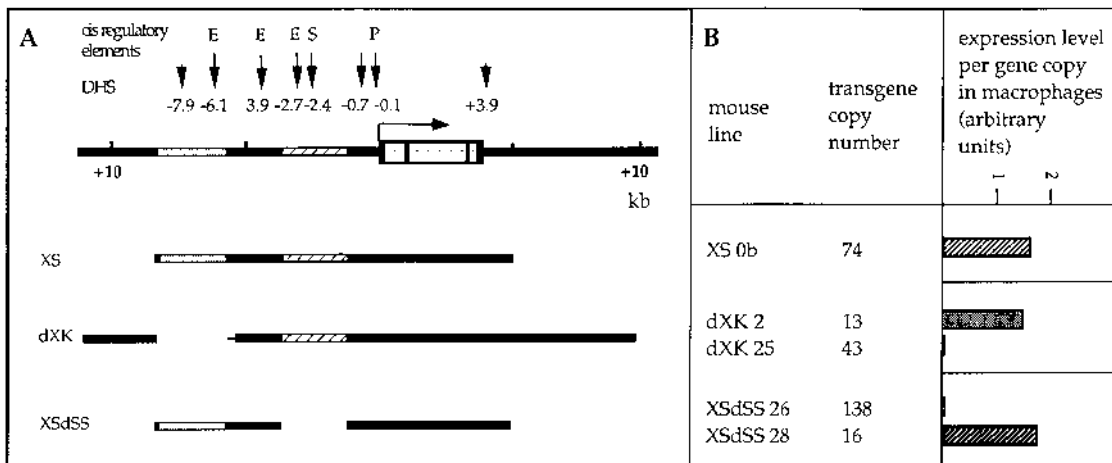 A
cis regulatory
elements
E E E S P
DHS
-7.9 -6.1 3.9 -2.7 -2.4 -0.7 -0.1 +3.9
+10 +10
kb
XS
dXK
XSdSS
B
mouse
line
transgene
copy
number
expression level
per gene copy
in macrophages
(arbitrary
units)
1 2
XS 0b 74
dXK 2 13
dXK 25 43
XSdSS 26 138
XSdSS 28 16